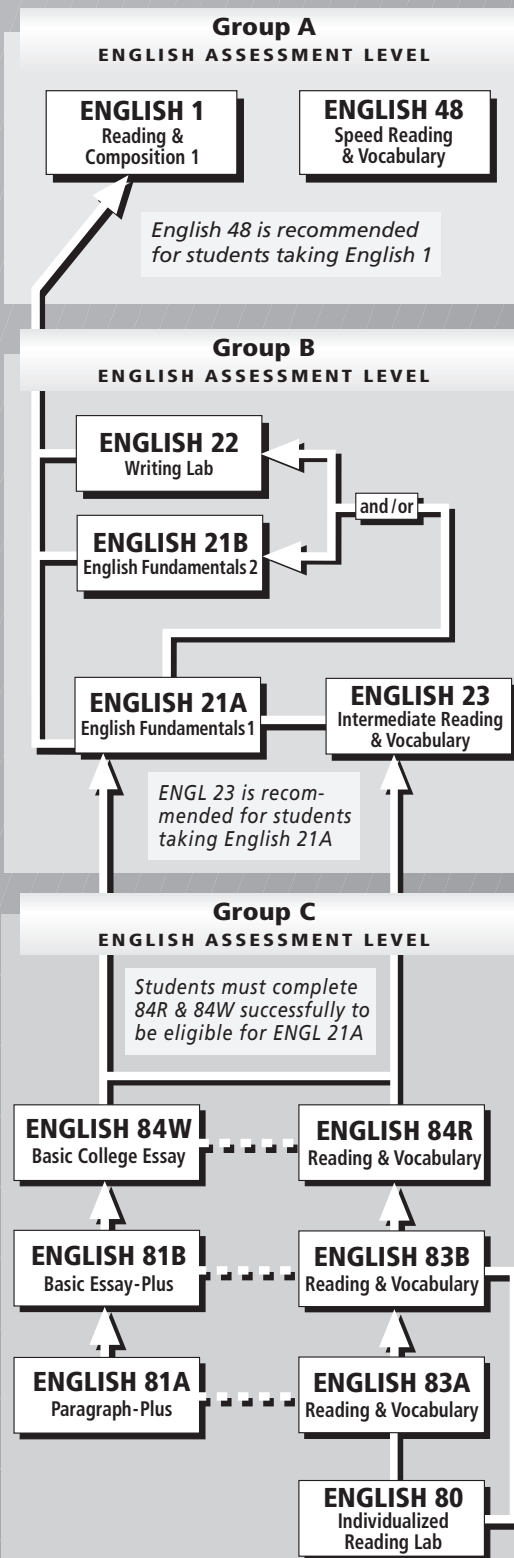 Group A
ENGLISH ASSESSMENT LEVEL
ENGLISH 1
Reading &
Composition 1
ENGLISH 48
Speed Reading
& Vocabulary
English 48 is recommended
for students taking English 1
Group B
ENGLISH ASSESSMENT LEVEL
ENGLISH 22
Writing Lab
and/or
ENGLISH 21B
English Fundamentals 2
ENGLISH 21A
English Fundamentals 1
ENGLISH 23
Intermediate Reading
& Vocabulary
ENGL 23 is recom-
mended for students
taking English 21A
Group C
ENGLISH ASSESSMENT LEVEL
Students must complete
84R & 84W successfully to
be eligible for ENGL 21A
ENGLISH 84W
Basic College Essay
ENGLISH 84R
Reading & Vocabulary
ENGLISH 81B
Basic Essay-Plus
ENGLISH 83B
Reading & Vocabulary
ENGLISH 81A
Paragraph-Plus
ENGLISH 83A
Reading & Vocabulary
ENGLISH 80
Individualized
Reading Lab